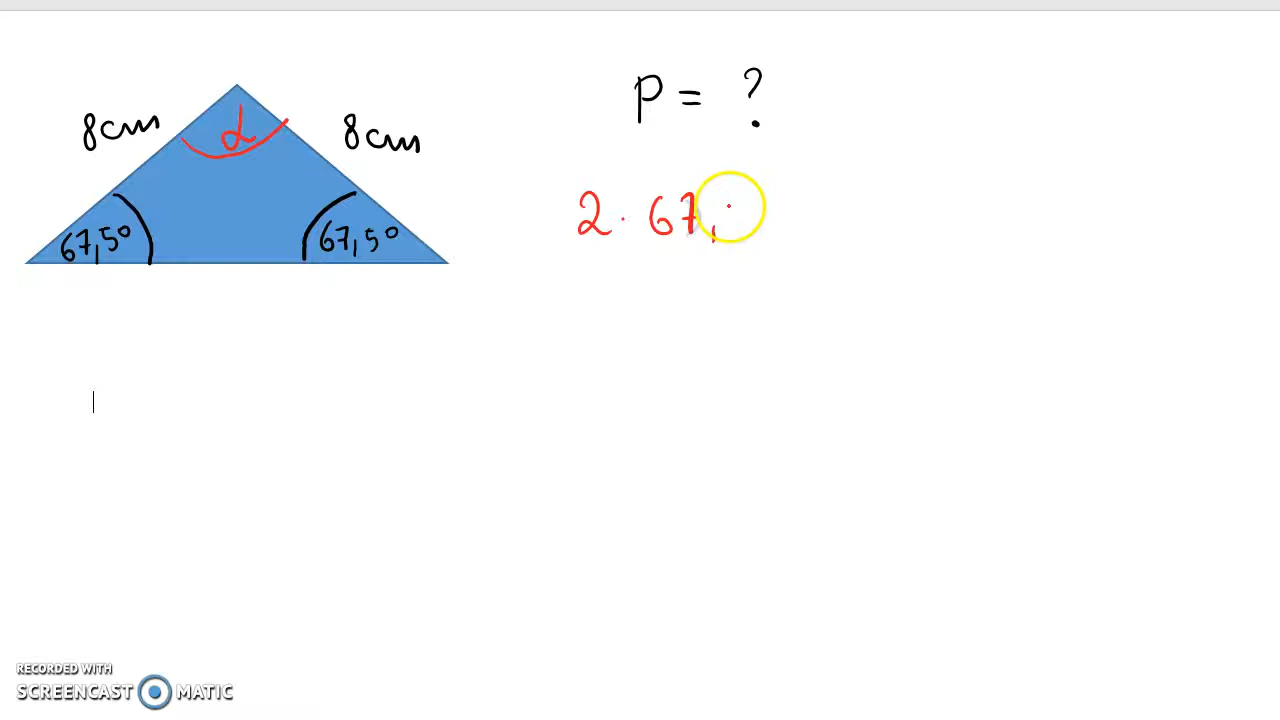 P = ?
8cm
α
8cm
2 · 67,
67,5°
67,5°
RECORDED WITH
SCREENCAST MATIC